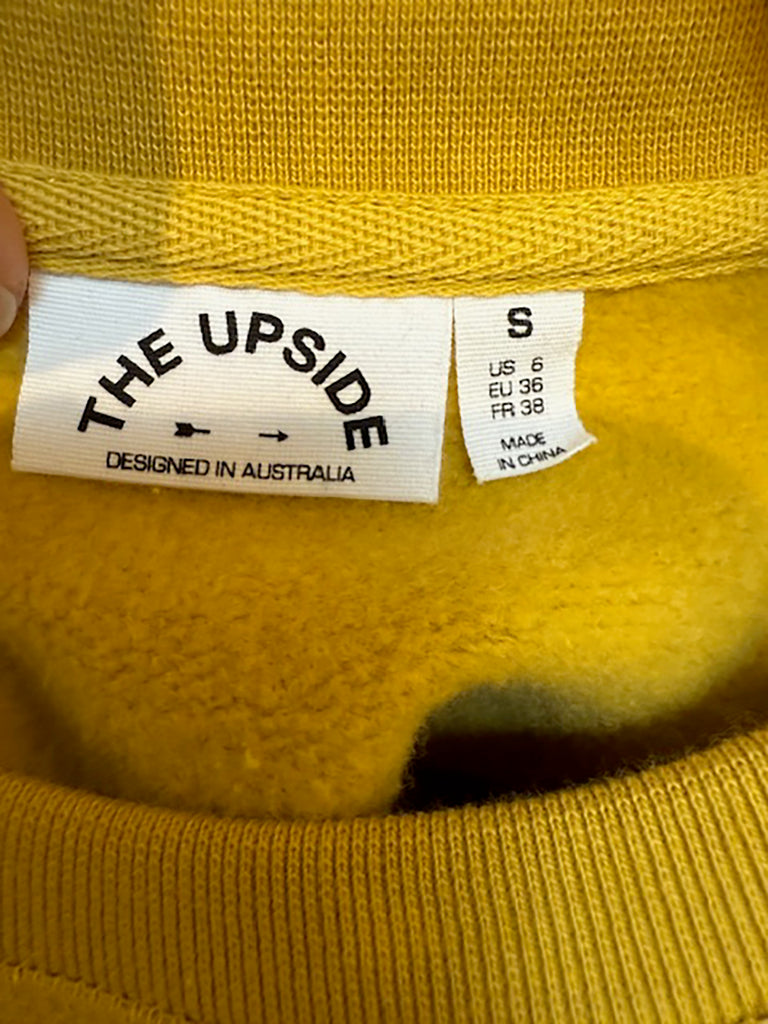 THE UPSIDE
DESIGNED IN AUSTRALIA
S
US 6
EU 36
FR 38
MADE
IN CHINA